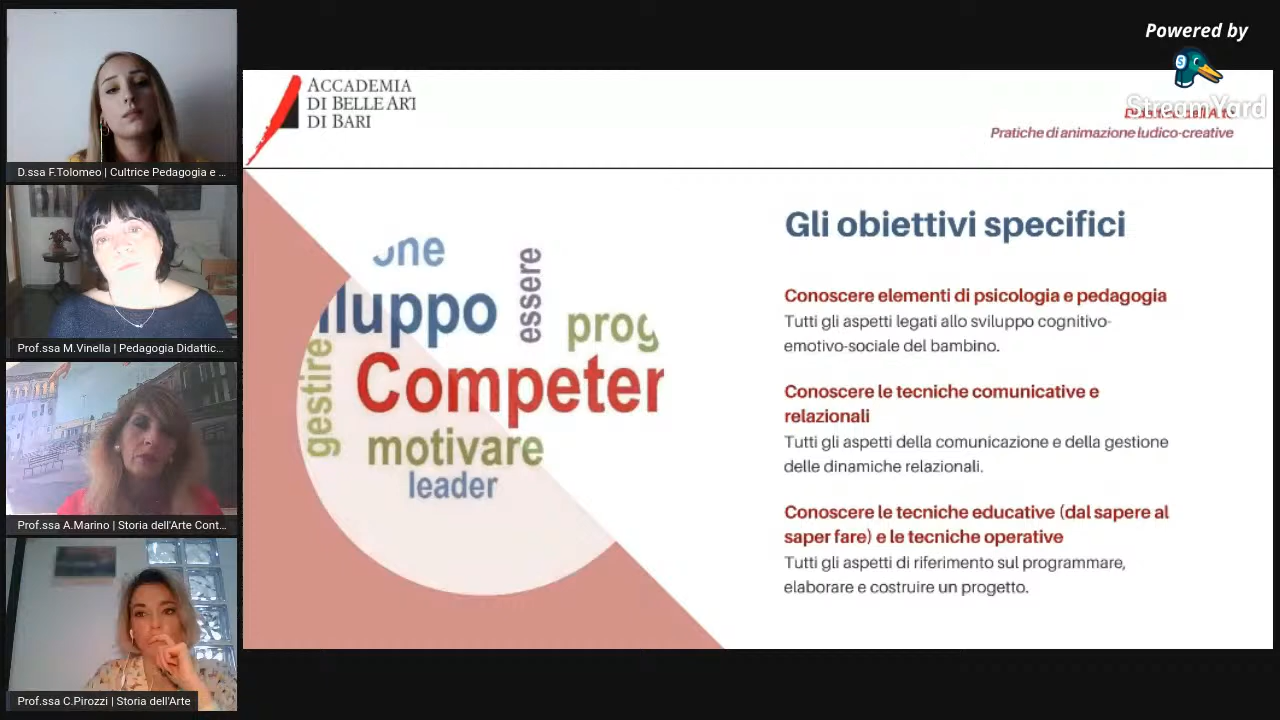 Powered by
StreamYard
D.ssa F.Tolomeo | Cultrice Pedagogia e ...
Prof.ssa M.Vinella | Pedagogia Didattic...
Prof.ssa A.Marino | Storia dell'Arte Cont...
Prof.ssa C.Pirozzi | Storia dell'Arte
ACCADEMIA
DI BELLE ART
DI BARI
Pratiche di animazione ludico-creative
one
luppo
essere
prog
gestire
Competen
motivare
leader
Gli obiettivi specifici
Conoscere elementi di psicologia e pedagogia
Tutti gli aspetti legati allo sviluppo cognitivo-
emotivo-sociale del bambino.
Conoscere le tecniche comunicative e
relazionali
Tutti gli aspetti della comunicazione e della gestione
delle dinamiche relazionali.
Conoscere le tecniche educative (dal sapere al
saper fare) e le tecniche operative
Tutti gli aspetti di riferimento sul programmare,
elaborare e costruire un progetto.